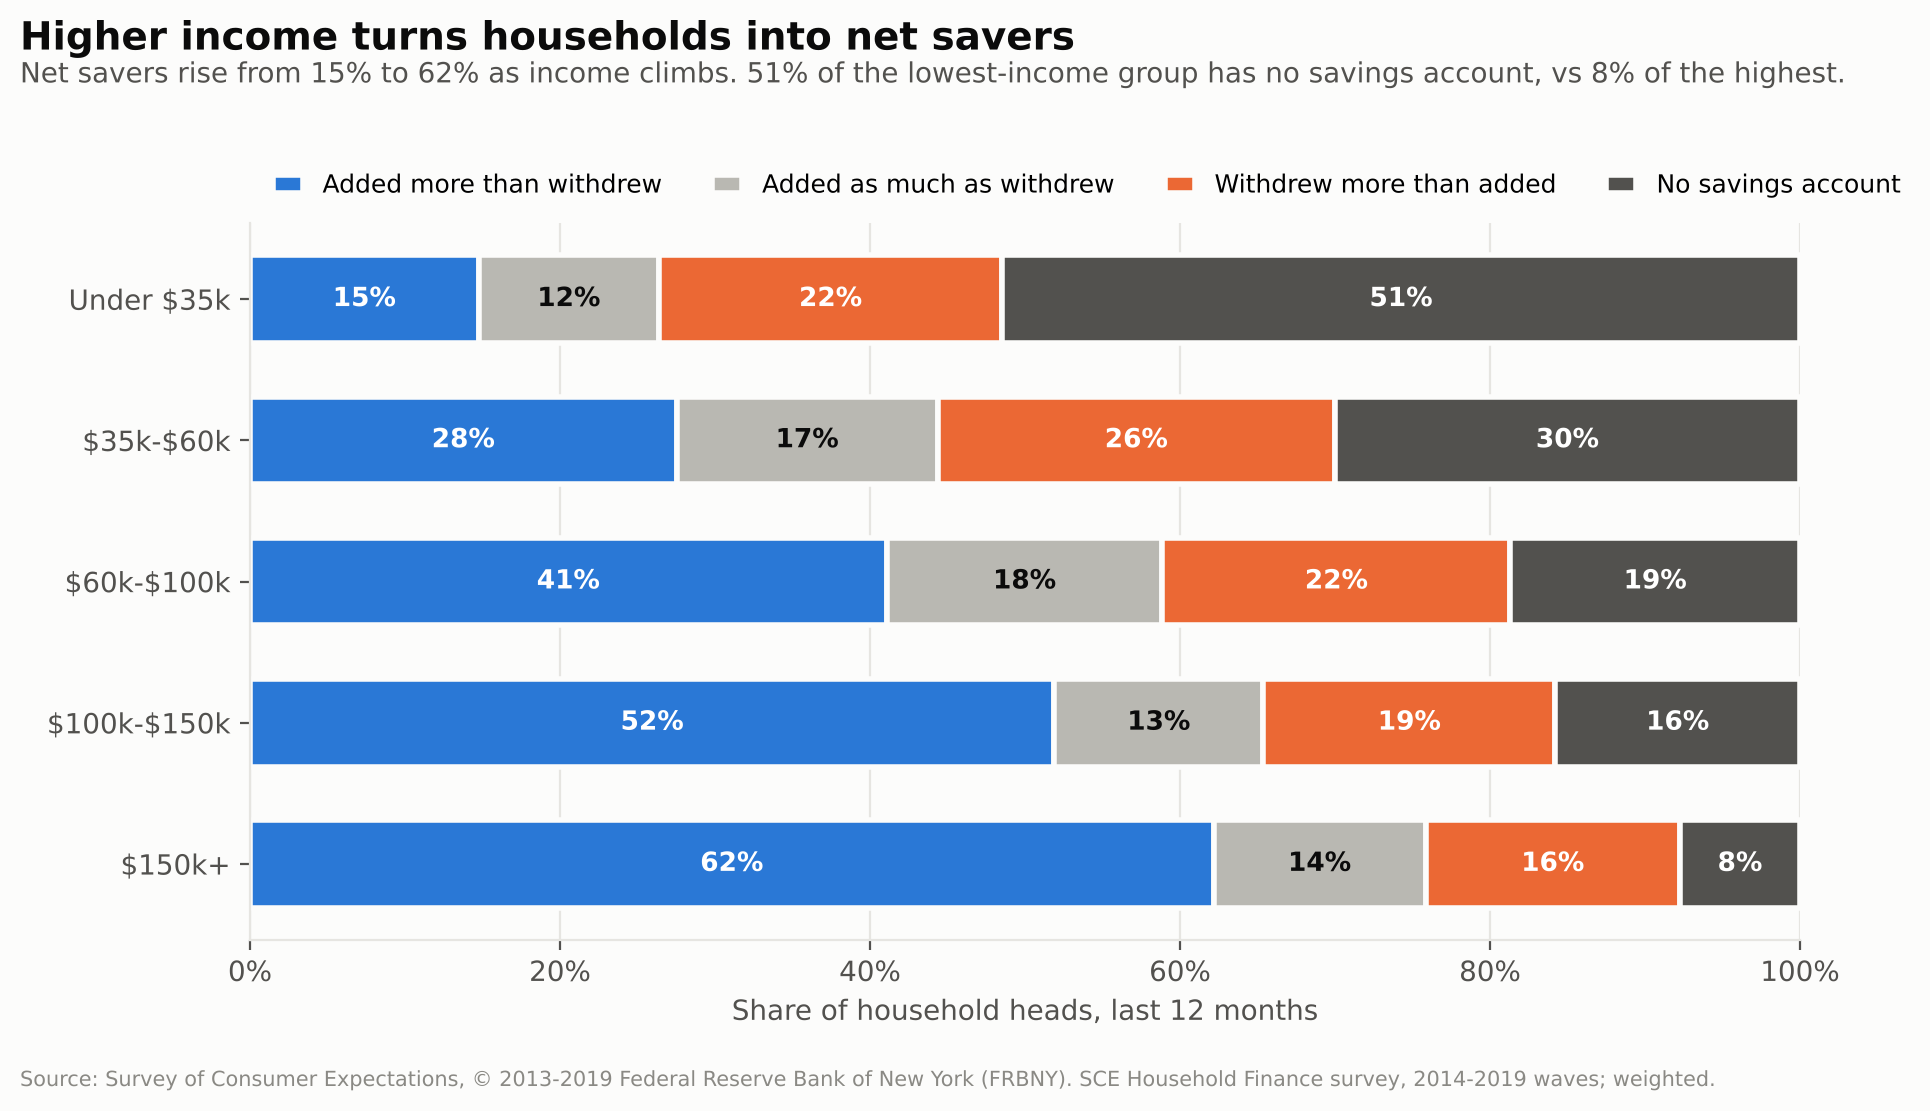 Higher income turns households into net savers
Net savers rise from 15% to 62% as income climbs. 51% of the lowest-income group has no savings account, vs 8% of the highest.
Added more than withdrew Added as much as withdrew Withdrew more than added No savings account
Under $35k 15% 12% 22% 51%
$35k-$60k 28% 17% 26% 30%
$60k-$100k 41% 18% 22% 19%
$100k-$150k 52% 13% 19% 16%
$150k+ 62% 14% 16% 8%
0% 20% 40% 60% 80% 100%
Share of household heads, last 12 months
Source: Survey of Consumer Expectations, © 2013-2019 Federal Reserve Bank of New York (FRBNY). SCE Household Finance survey, 2014-2019 waves; weighted.